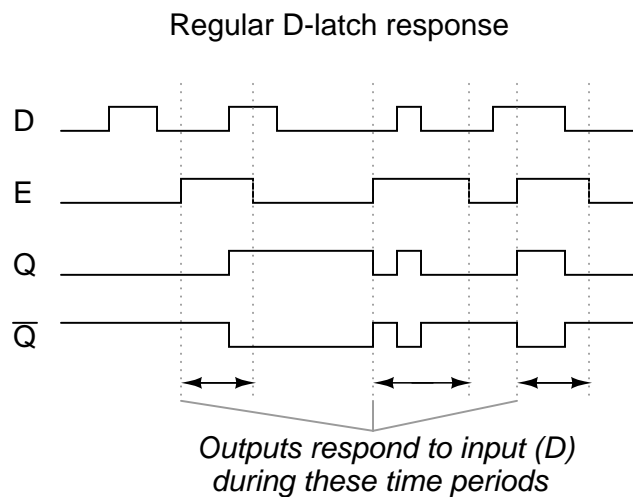 Regular D-latch response
D
E
Q
Q̅
Outputs respond to input (D)
during these time periods